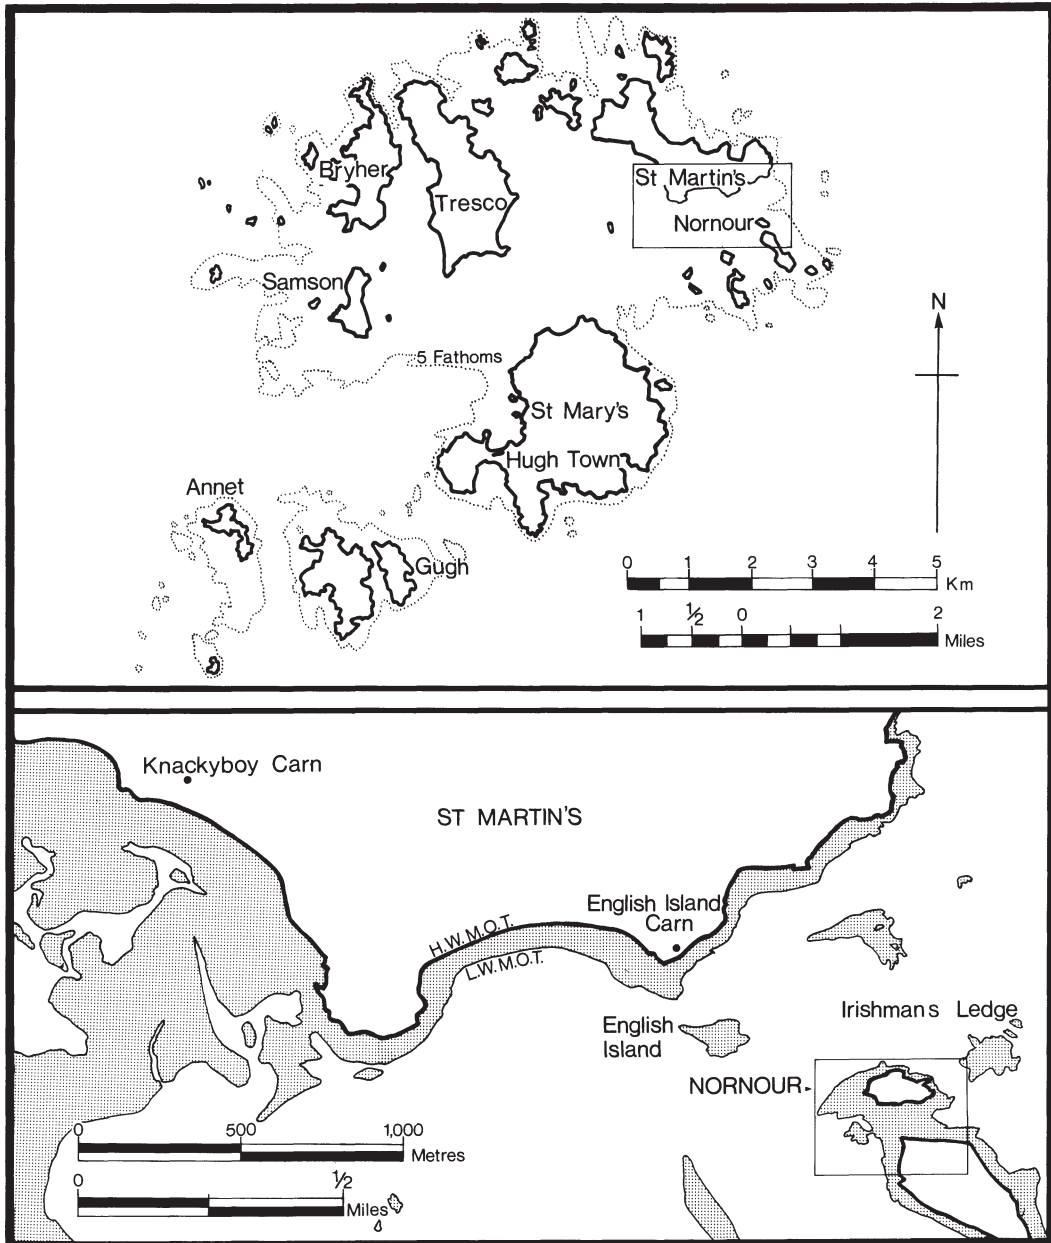 Bryher
Tresco
St Martin's
Nornour
Samson
N
5 Fathoms
St Mary's
Hugh Town
Annet
Gugh
0 1 2 3 4 5
Km
1 ½ 0 2
Miles
Knackyboy Carn
ST MARTIN'S
English Island
Carn
H.W.M.O.T.
L.W.M.O.T.
Irishman s Ledge
English
Island
NORNOUR
0 500 1,000
Metres
0 ½
Miles